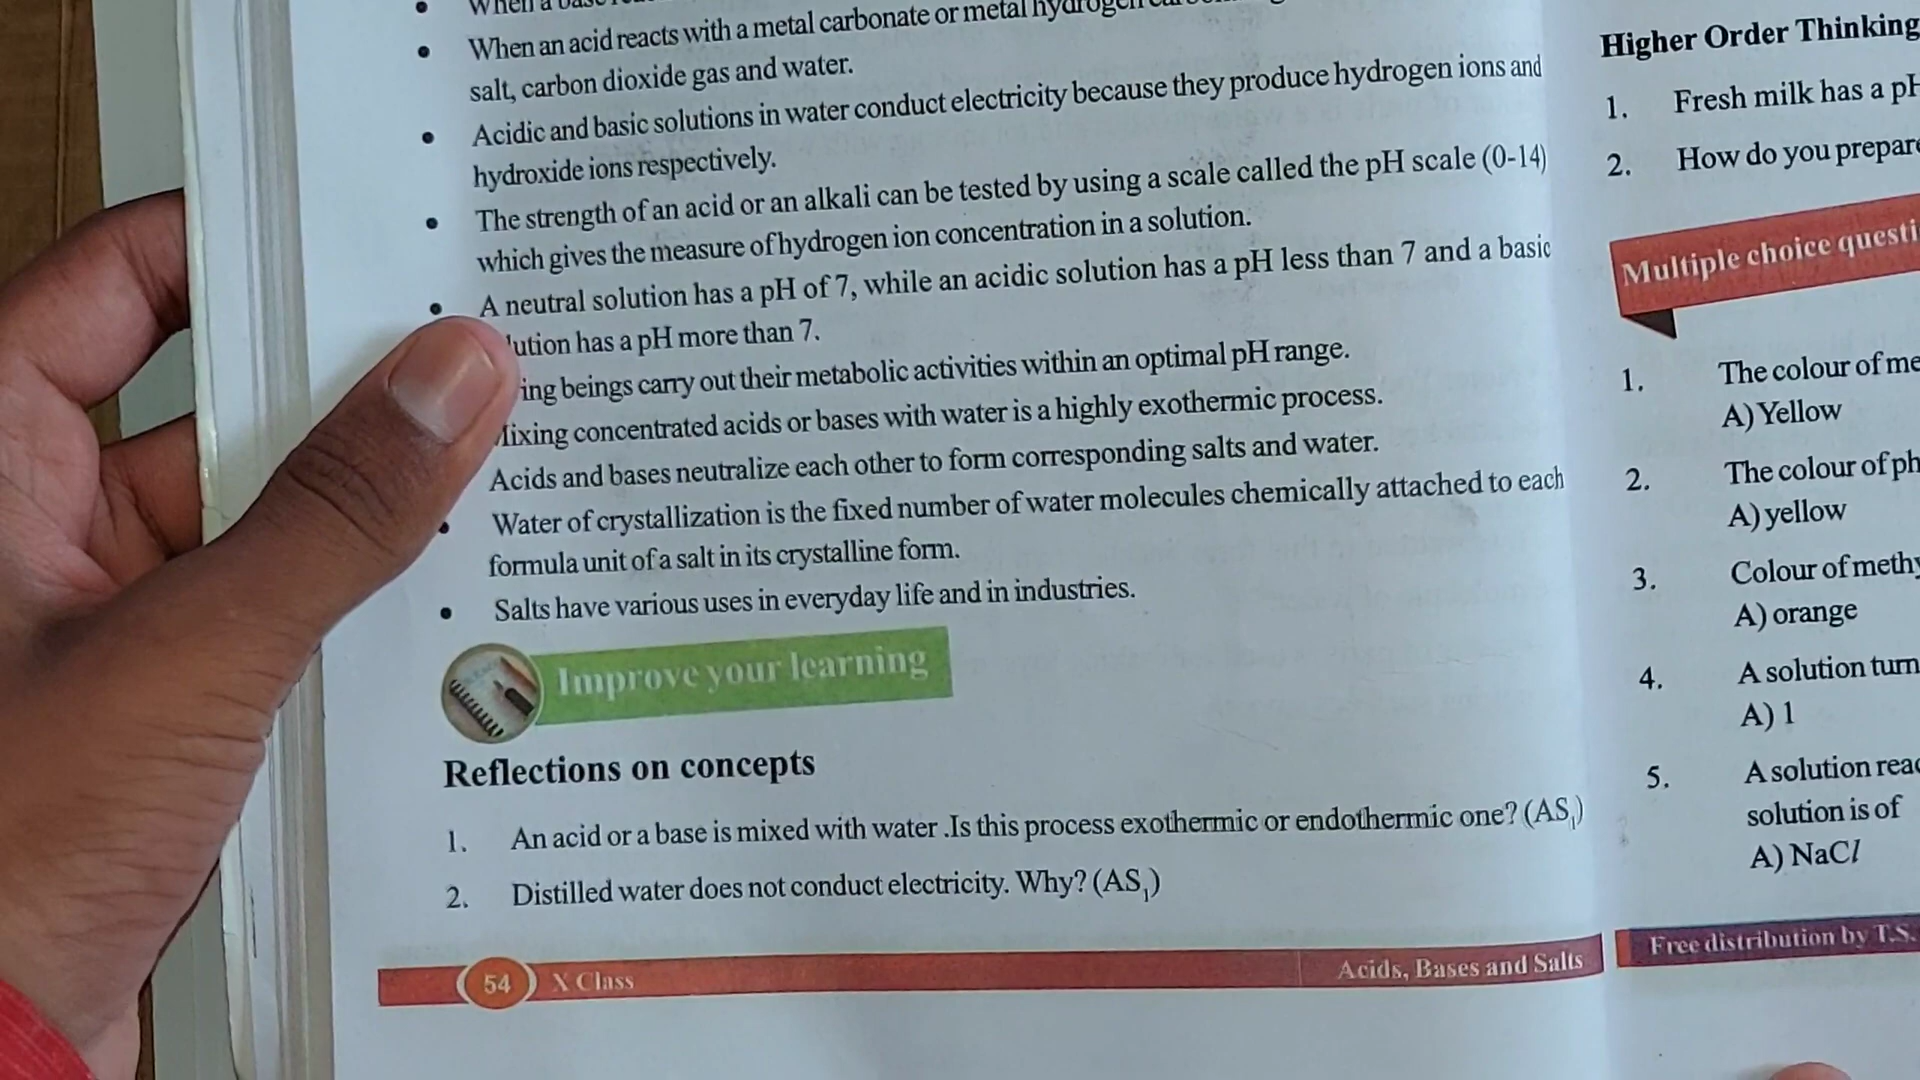 When a
When an acid reacts with a metal carbonate or metal hydrogen
salt, carbon dioxide gas and water.
Acidic and basic solutions in water conduct electricity because they produce hydrogen ions and
hydroxide ions respectively.
The strength of an acid or an alkali can be tested by using a scale called the pH scale (0-14)
which gives the measure of hydrogen ion concentration in a solution.
A neutral solution has a pH of 7, while an acidic solution has a pH less than 7 and a basic
lution has a pH more than 7.
ing beings carry out their metabolic activities within an optimal pH range.
Mixing concentrated acids or bases with water is a highly exothermic process.
Acids and bases neutralize each other to form corresponding salts and water.
Water of crystallization is the fixed number of water molecules chemically attached to each
formula unit of a salt in its crystalline form.
Salts have various uses in everyday life and in industries.
Improve your learning
Reflections on concepts
1. An acid or a base is mixed with water .Is this process exothermic or endothermic one? (AS₁)
2. Distilled water does not conduct electricity. Why? (AS₁)
54 X Class
Acids, Bases and Salts
Higher Order Thinking
1. Fresh milk has a pH
2. How do you prepare
Multiple choice questi
1. The colour of me
A) Yellow
2. The colour of ph
A) yellow
3. Colour of methy
A) orange
4. A solution turn
A) 1
5. A solution reac
solution is of
A) NaCl
Free distribution by T.S.